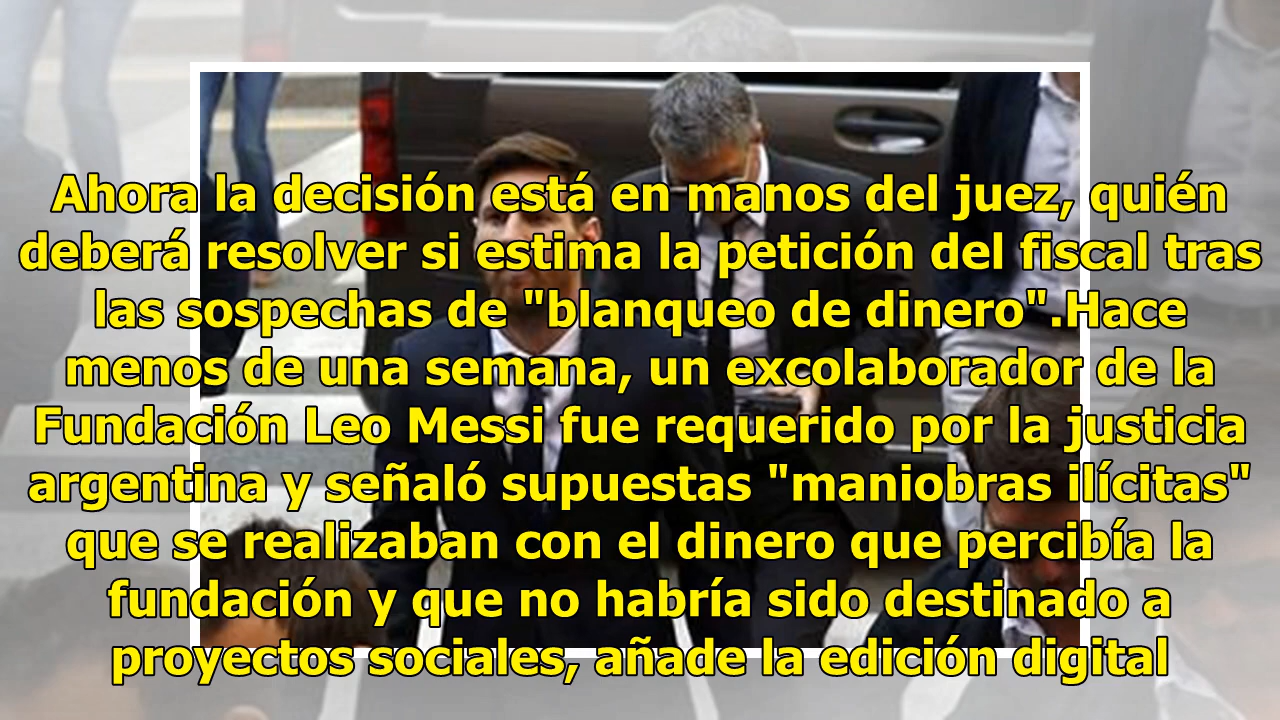 Ahora la decisión está en manos del juez, quién
deberá resolver si estima la petición del fiscal tras
las sospechas de "blanqueo de dinero".Hace
menos de una semana, un excolaborador de la
Fundación Leo Messi fue requerido por la justicia
argentina y señaló supuestas "maniobras ilícitas"
que se realizaban con el dinero que percibía la
fundación y que no habría sido destinado a
proyectos sociales, añade la edición digital